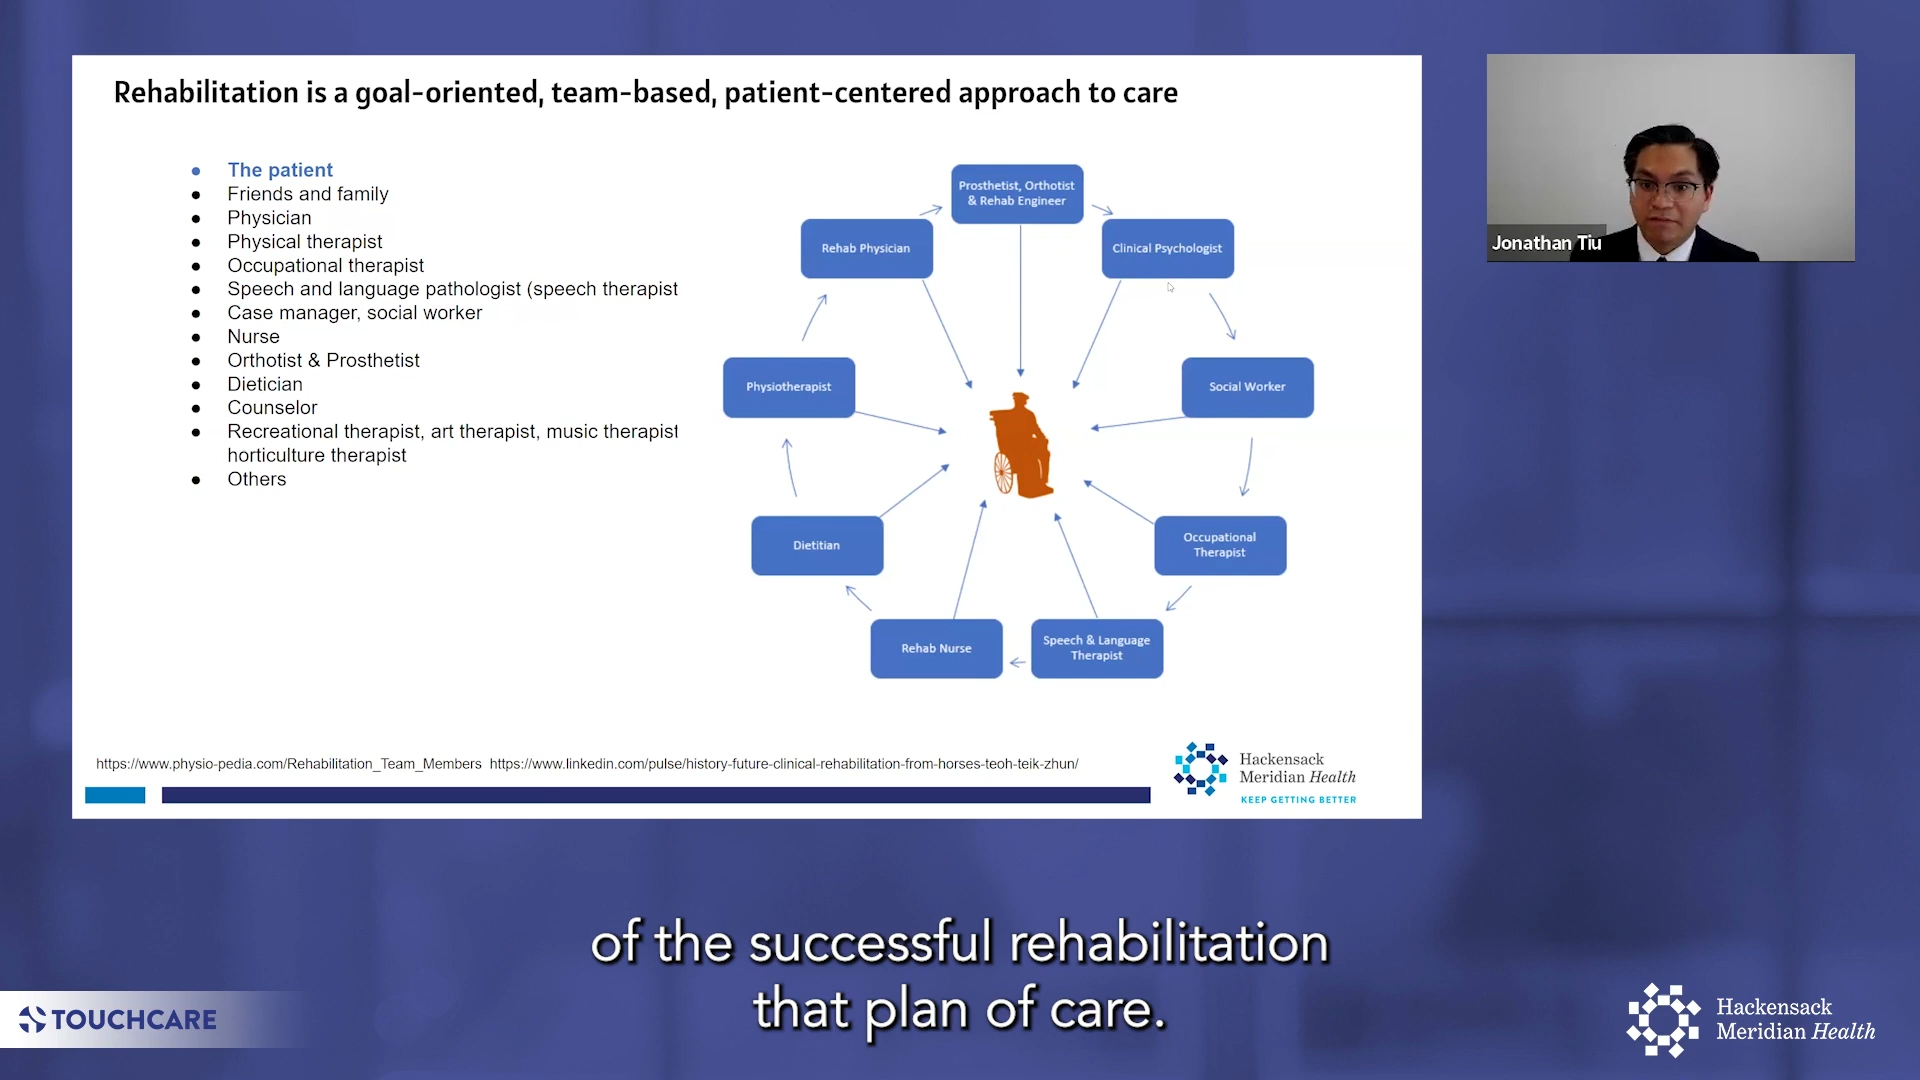 Rehabilitation is a goal-oriented, team-based, patient-centered approach to care
● The patient
● Friends and family
● Physician
● Physical therapist
● Occupational therapist
● Speech and language pathologist (speech therapist
● Case manager, social worker
● Nurse
● Orthotist & Prosthetist
● Dietician
● Counselor
● Recreational therapist, art therapist, music therapist
horticulture therapist
● Others
Prosthetist, Orthotist
& Rehab Engineer
Clinical Psychologist
Social Worker
Occupational
Therapist
Speech & Language
Therapist
Rehab Nurse
Dietitian
Physiotherapist
Rehab Physician
https://www.physio-pedia.com/Rehabilitation_Team_Members https://www.linkedin.com/pulse/history-future-clinical-rehabilitation-from-horses-teoh-teik-zhun/
Hackensack
Meridian Health
KEEP GETTING BETTER
Jonathan Tiu
of the successful rehabilitation
that plan of care.
TOUCHCARE
Hackensack
Meridian Health